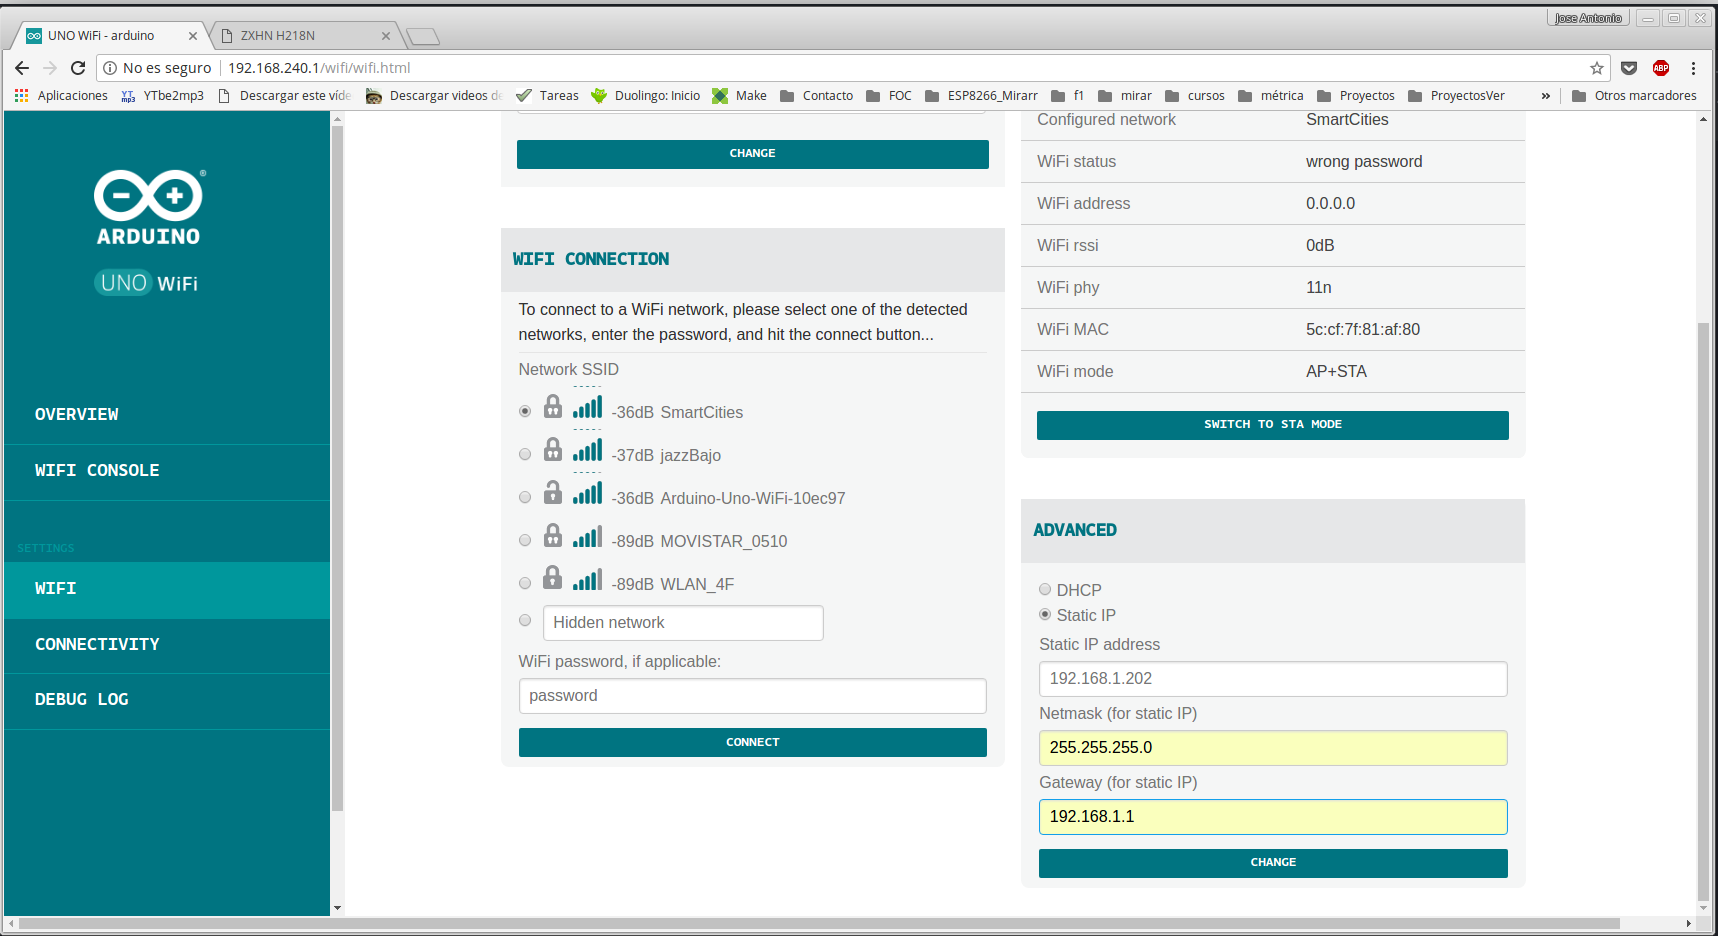 Jose Antonio
UNO WiFi - arduino
ZXHN H218N
No es seguro
192.168.240.1/wifi/wifi.html
ABP
Aplicaciones
YT mp3
YTbe2mp3
Descargar este víde
Descargar videos de
Tareas
Duolingo: Inicio
Make
Contacto
FOC
ESP8266_Mirarr
f1
mirar
cursos
métrica
Proyectos
ProyectosVer
»
Otros marcadores
ARDUINO
®
UNO WiFi
OVERVIEW
WIFI CONSOLE
SETTINGS
WIFI
CONNECTIVITY
DEBUG LOG
CHANGE
WIFI CONNECTION
To connect to a WiFi network, please select one of the detected
networks, enter the password, and hit the connect button...
Network SSID
-36dB SmartCities
-37dB jazzBajo
-36dB Arduino-Uno-WiFi-10ec97
-89dB MOVISTAR_0510
-89dB WLAN_4F
Hidden network
WiFi password, if applicable:
password
CONNECT
Configured network SmartCities
WiFi status wrong password
WiFi address 0.0.0.0
WiFi rssi 0dB
WiFi phy 11n
WiFi MAC 5c:cf:7f:81:af:80
WiFi mode AP+STA
SWITCH TO STA MODE
ADVANCED
DHCP
Static IP
Static IP address
192.168.1.202
Netmask (for static IP)
255.255.255.0
Gateway (for static IP)
192.168.1.1
CHANGE